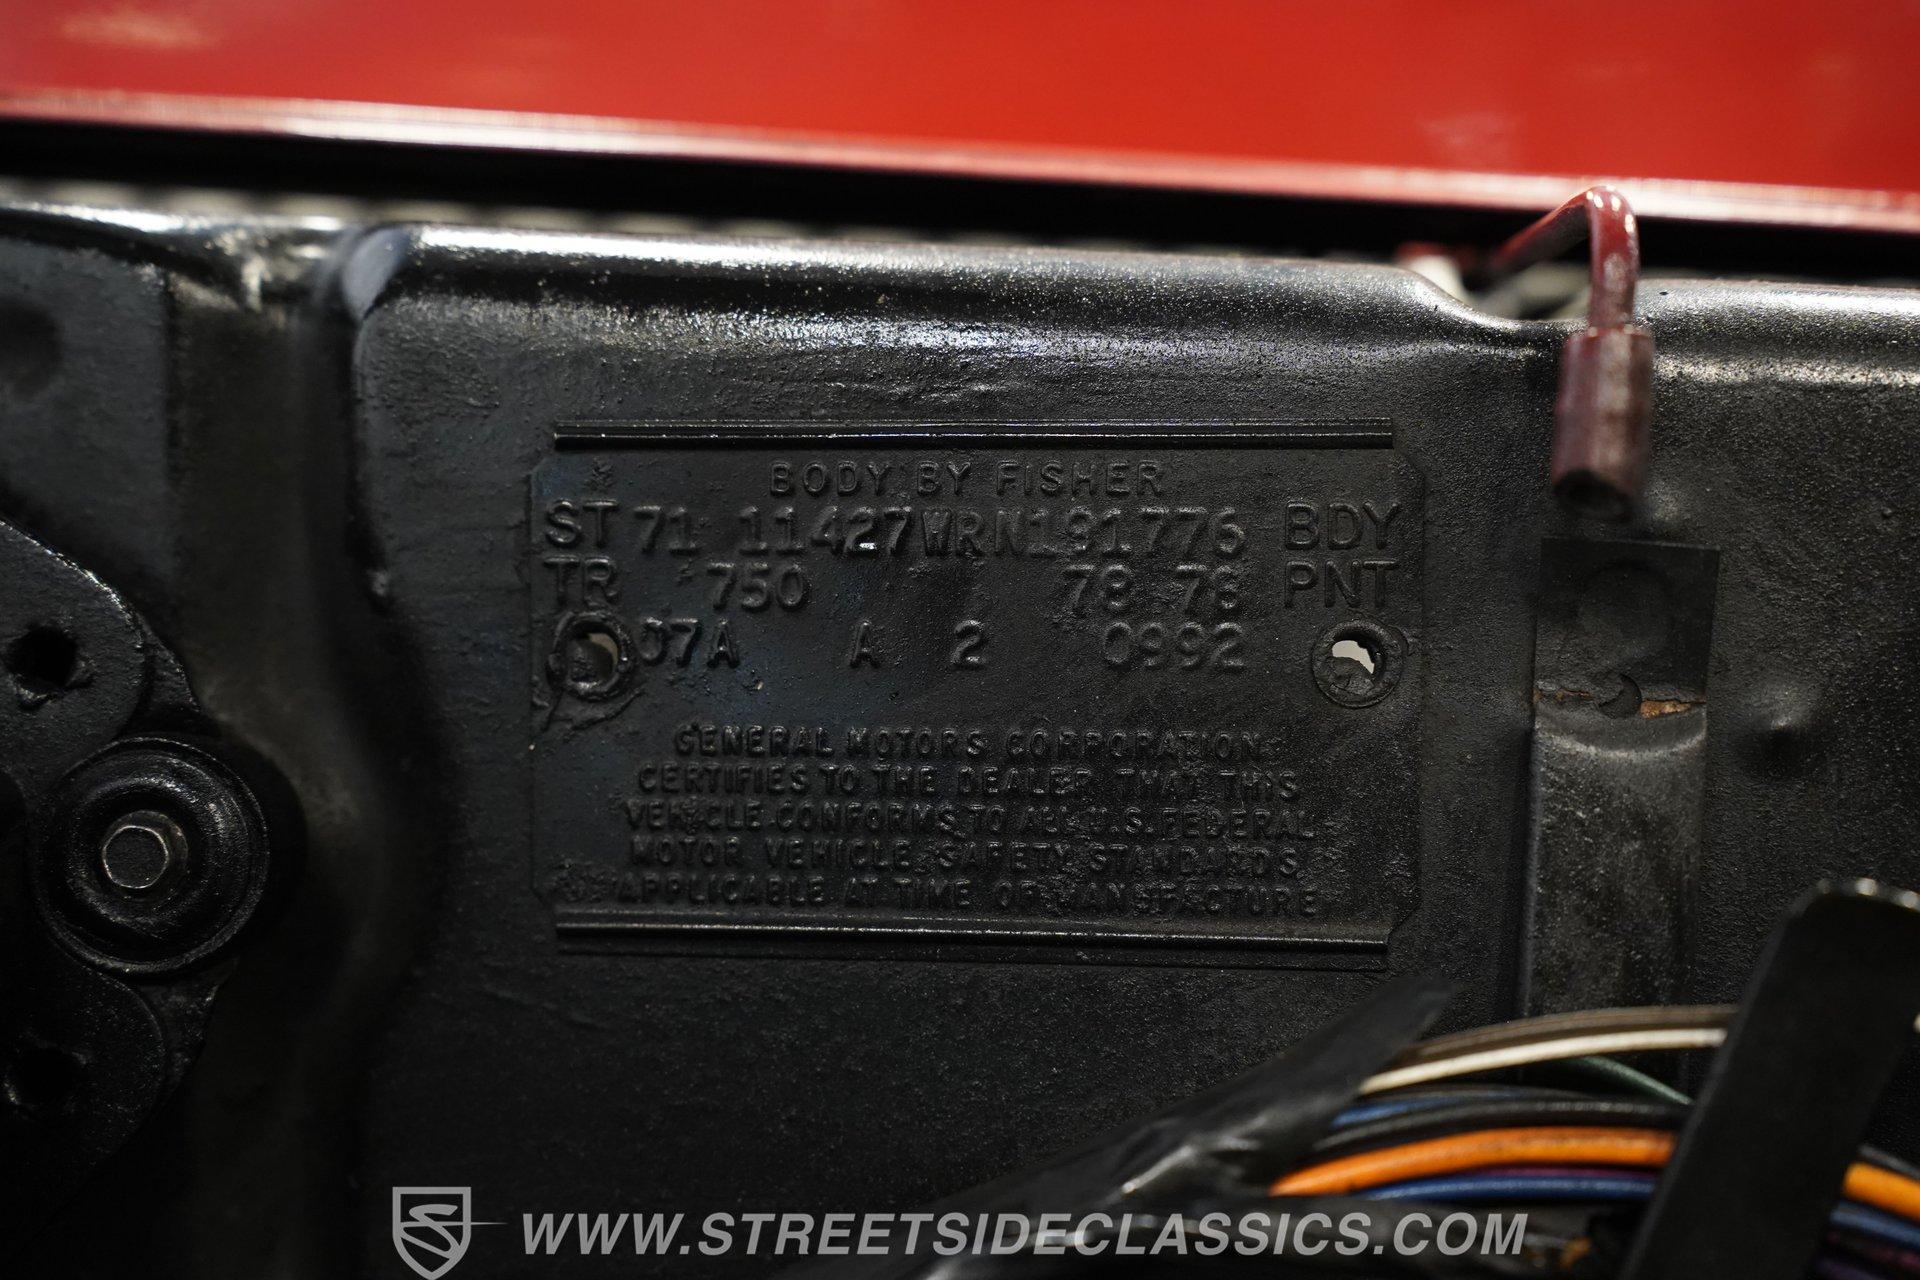 BODY BY FISHER
ST 71 11427WRN191776 BDY
TR 750 78 78 PNT
07A A 2 0992
GENERAL MOTORS CORPORATION
CERTIFIES TO THE DEALER THAT THIS
VEHICLE CONFORMS TO ALL U.S. FEDERAL
MOTOR VEHICLE SAFETY STANDARDS
APPLICABLE AT TIME OF MANUFACTURE
WWW.STREETSIDECLASSICS.COM